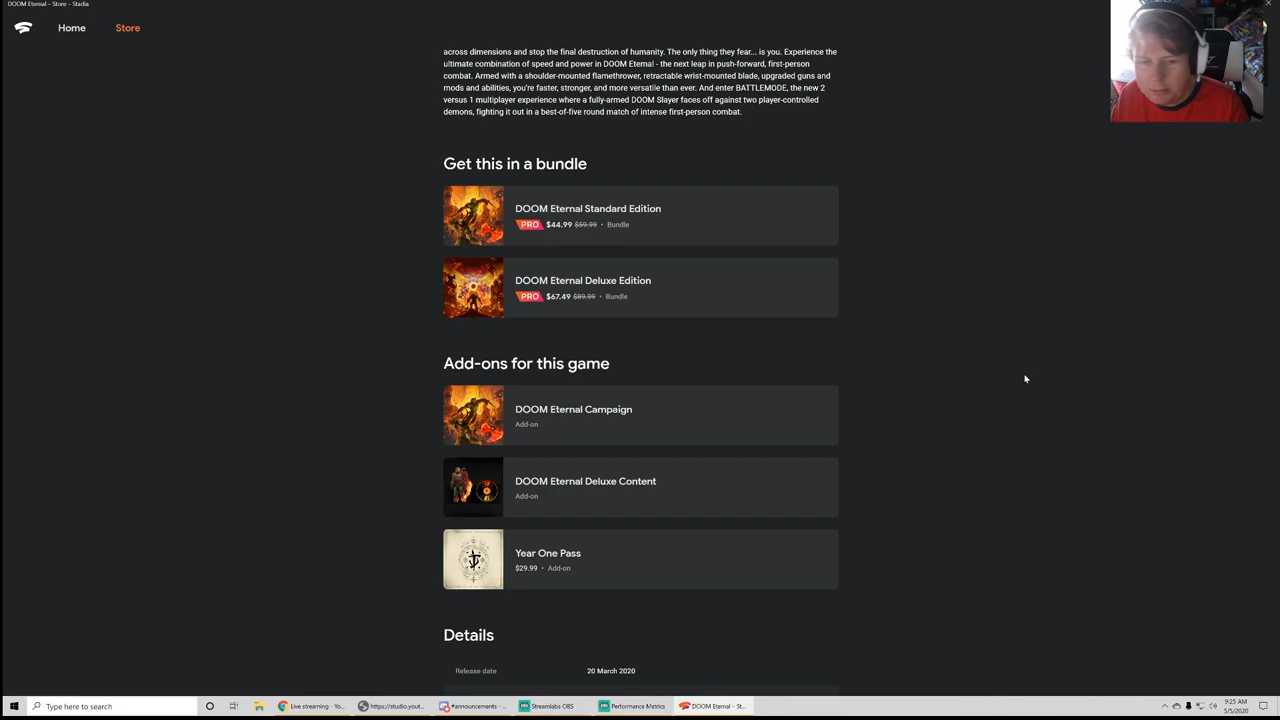 DOOM Eternal – Store – Stadia
Home Store
across dimensions and stop the final destruction of humanity. The only thing they fear... is you. Experience the
ultimate combination of speed and power in DOOM Eternal - the next leap in push-forward, first-person
combat. Armed with a shoulder-mounted flamethrower, retractable wrist-mounted blade, upgraded guns and
mods and abilities, you're faster, stronger, and more versatile than ever. And enter BATTLEMODE, the new 2
versus 1 multiplayer experience where a fully-armed DOOM Slayer faces off against two player-controlled
demons, fighting it out in a best-of-five round match of intense first-person combat.
Get this in a bundle
DOOM Eternal Standard Edition
PRO $44.99 $59.99 • Bundle
DOOM Eternal Deluxe Edition
PRO $67.49 $89.99 • Bundle
Add-ons for this game
DOOM Eternal Campaign
Add-on
DOOM Eternal Deluxe Content
Add-on
Year One Pass
$29.99 • Add-on
Details
Release date 20 March 2020
Type here to search
Live streaming - Yo...
https://studio.yout...
#announcements - ...
Streamlabs OBS
Performance Metrics
DOOM Eternal – St...
9:25 AM
5/5/2020